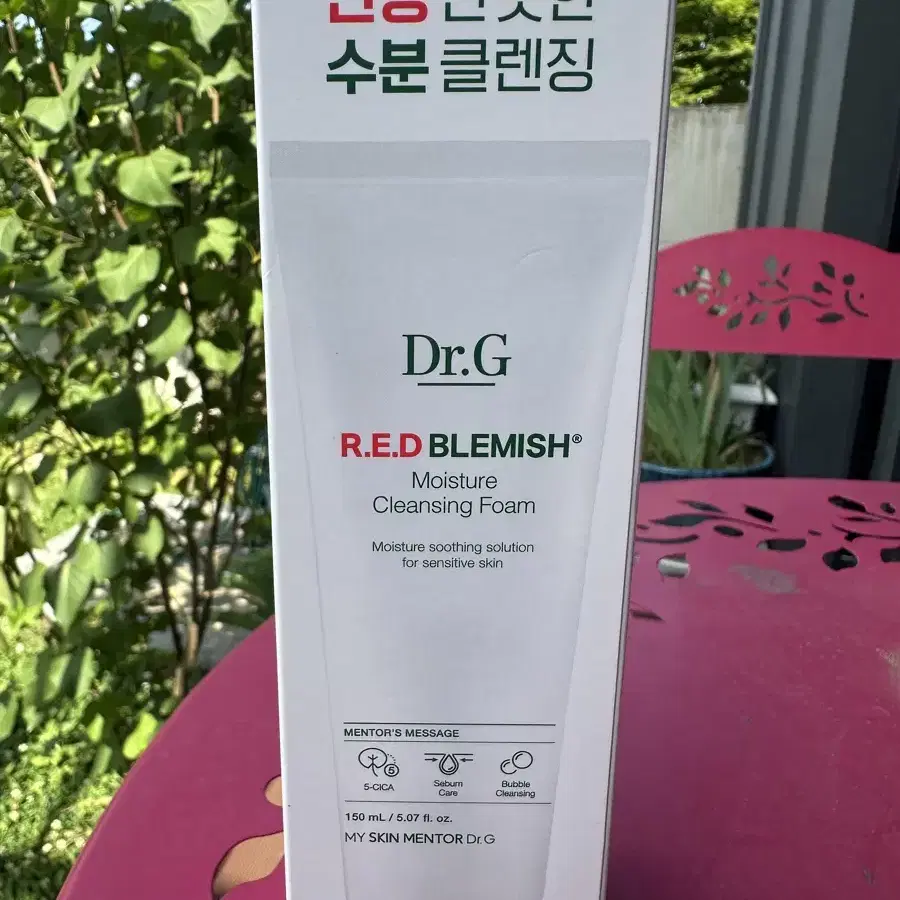 수분 클렌징
Dr.G
R.E.D BLEMISH®
Moisture
Cleansing Foam
Moisture soothing solution
for sensitive skin
MENTOR'S MESSAGE
5
5-CICA
Sebum
Care
Bubble
Cleansing
150 mL / 5.07 fl. oz.
MY SKIN MENTOR Dr.G